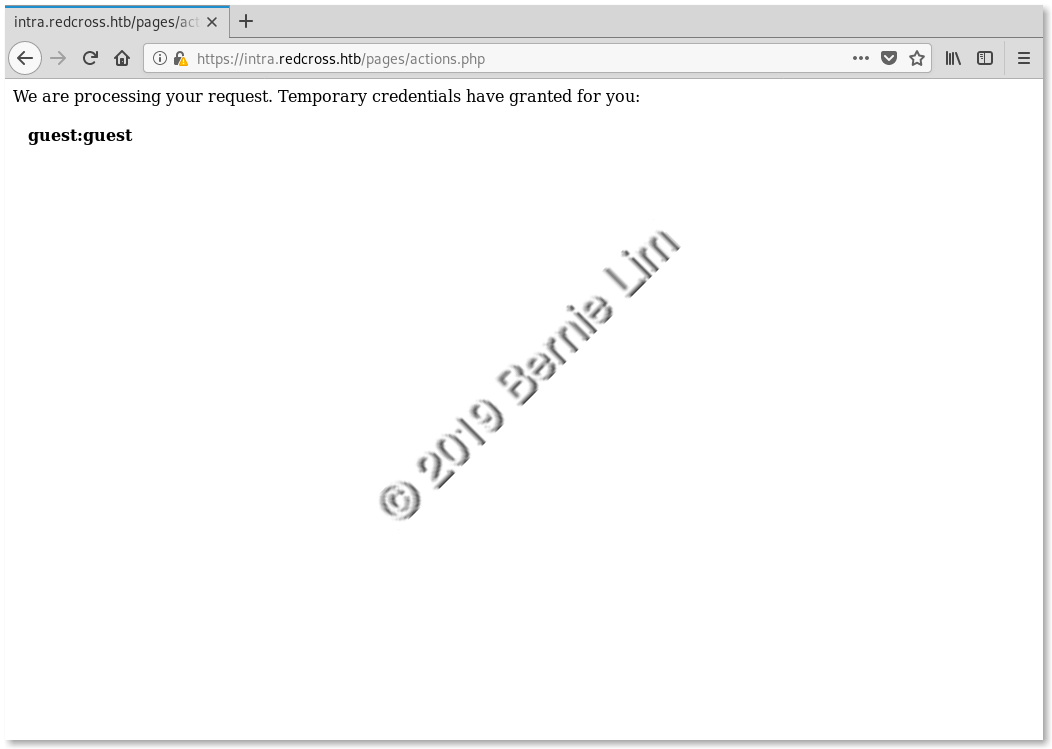 intra.redcross.htb/pages/act
https://intra.redcross.htb/pages/actions.php
We are processing your request. Temporary credentials have granted for you:
guest:guest
© 2019 Bernie Lim